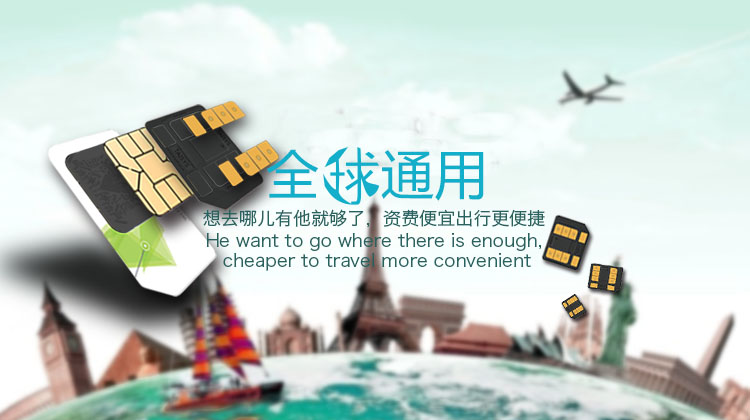 全球通用
想去哪儿有他就够了，资费便宜出行更便捷
He want to go where there is enough,
cheaper to travel more convenient